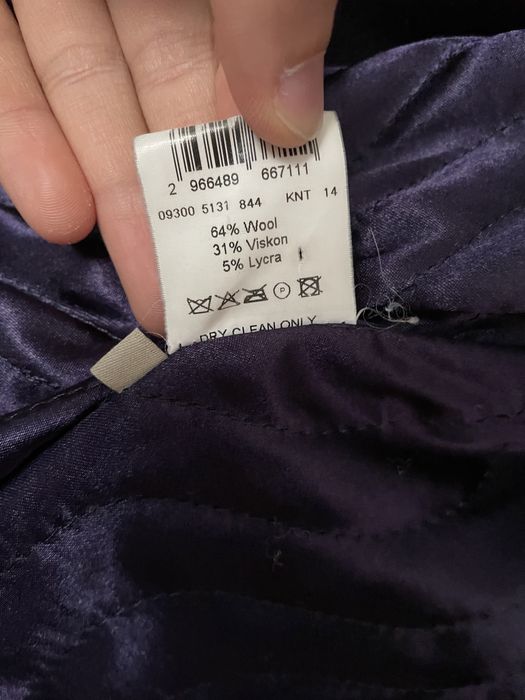 2 966489 667111
09300 5131 844 KNT 14
64% Wool
31% Viskon
5% Lycra
P
DRY CLEAN ONLY